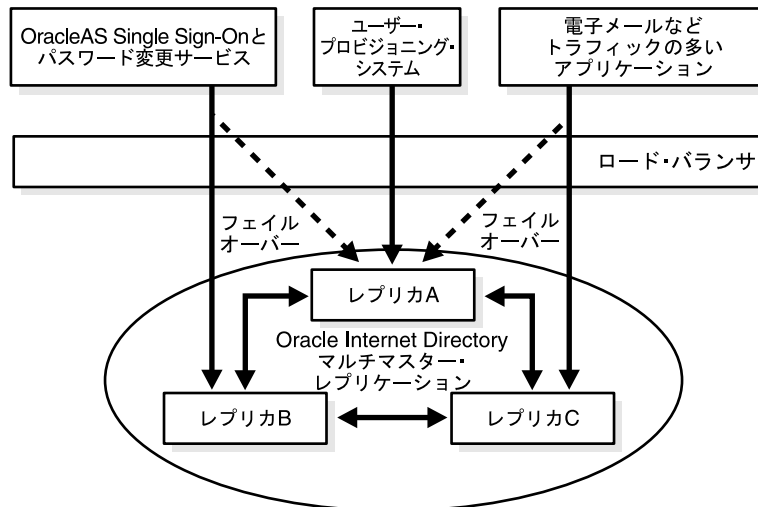 OracleAS Single Sign-Onと
パスワード変更サービス
ユーザー・
プロビジョニング・
システム
電子メールなど
トラフィックの多い
アプリケーション
ロード・バランサ
フェイル
オーバー
フェイル
オーバー
レプリカA
Oracle Internet Directory
マルチマスター・
レプリケーション
レプリカB
レプリカC